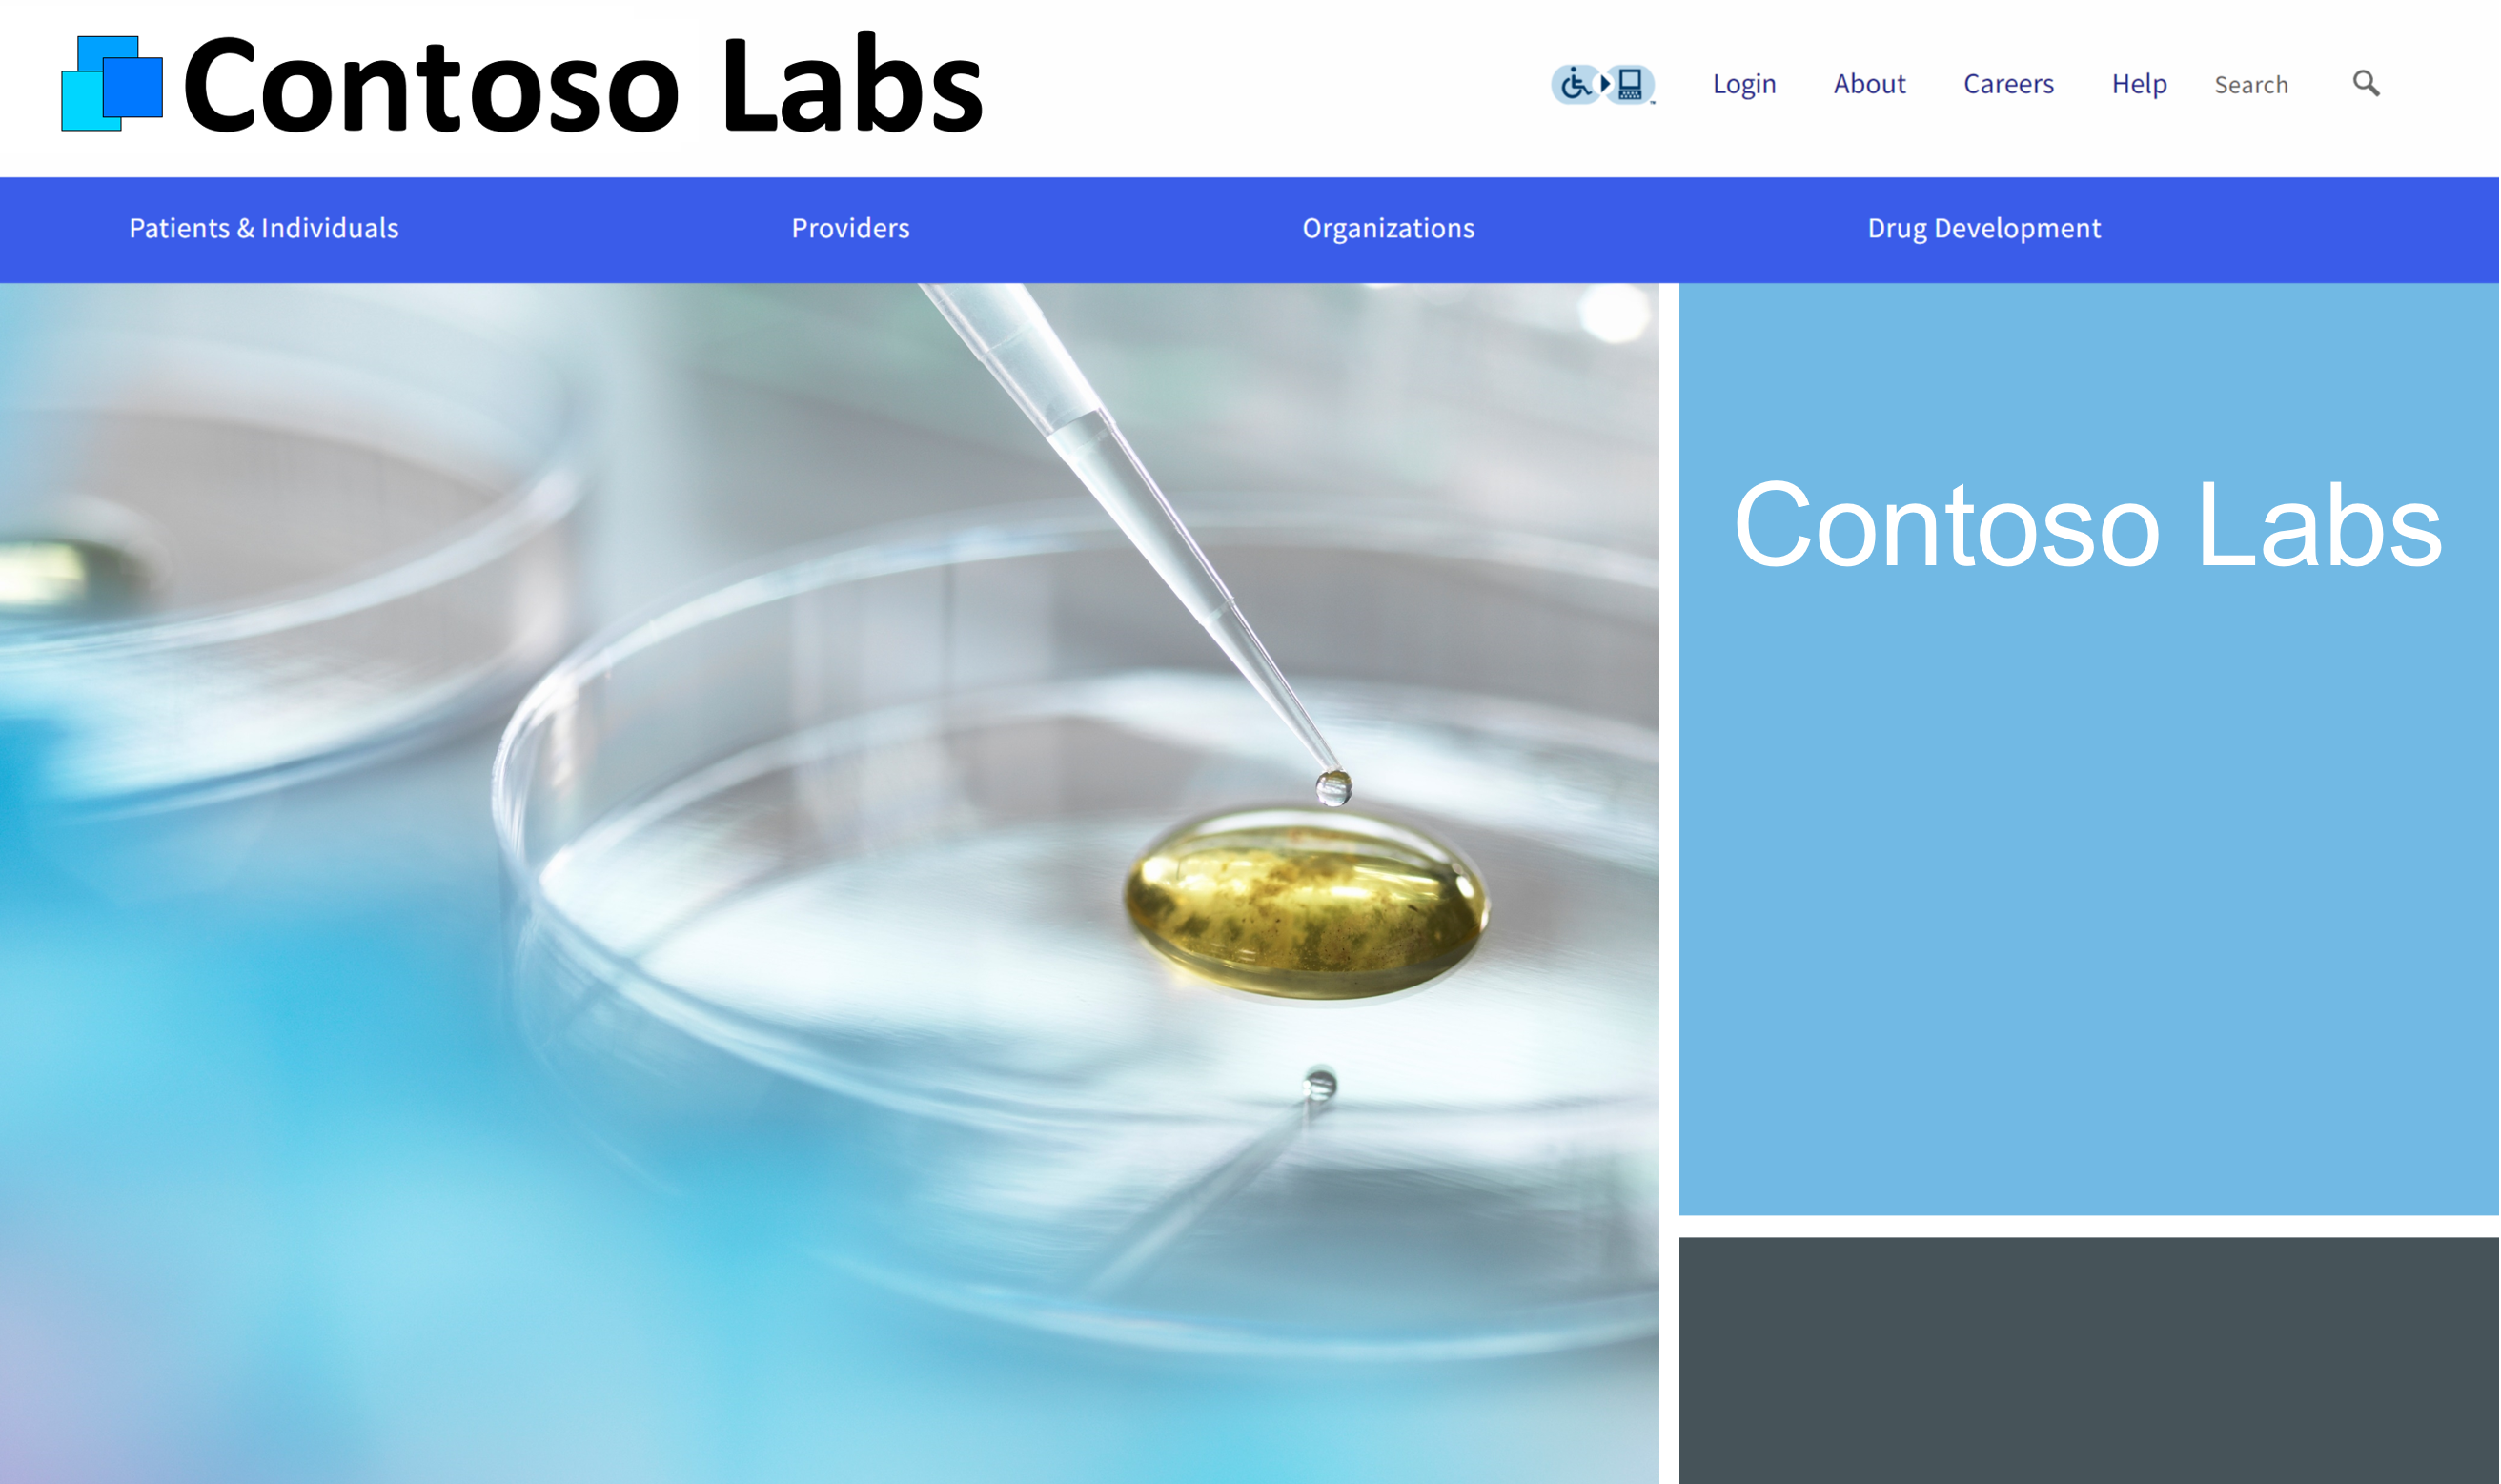 Contoso Labs
Login About Careers Help Search
Patients & Individuals Providers Organizations Drug Development
Contoso Labs